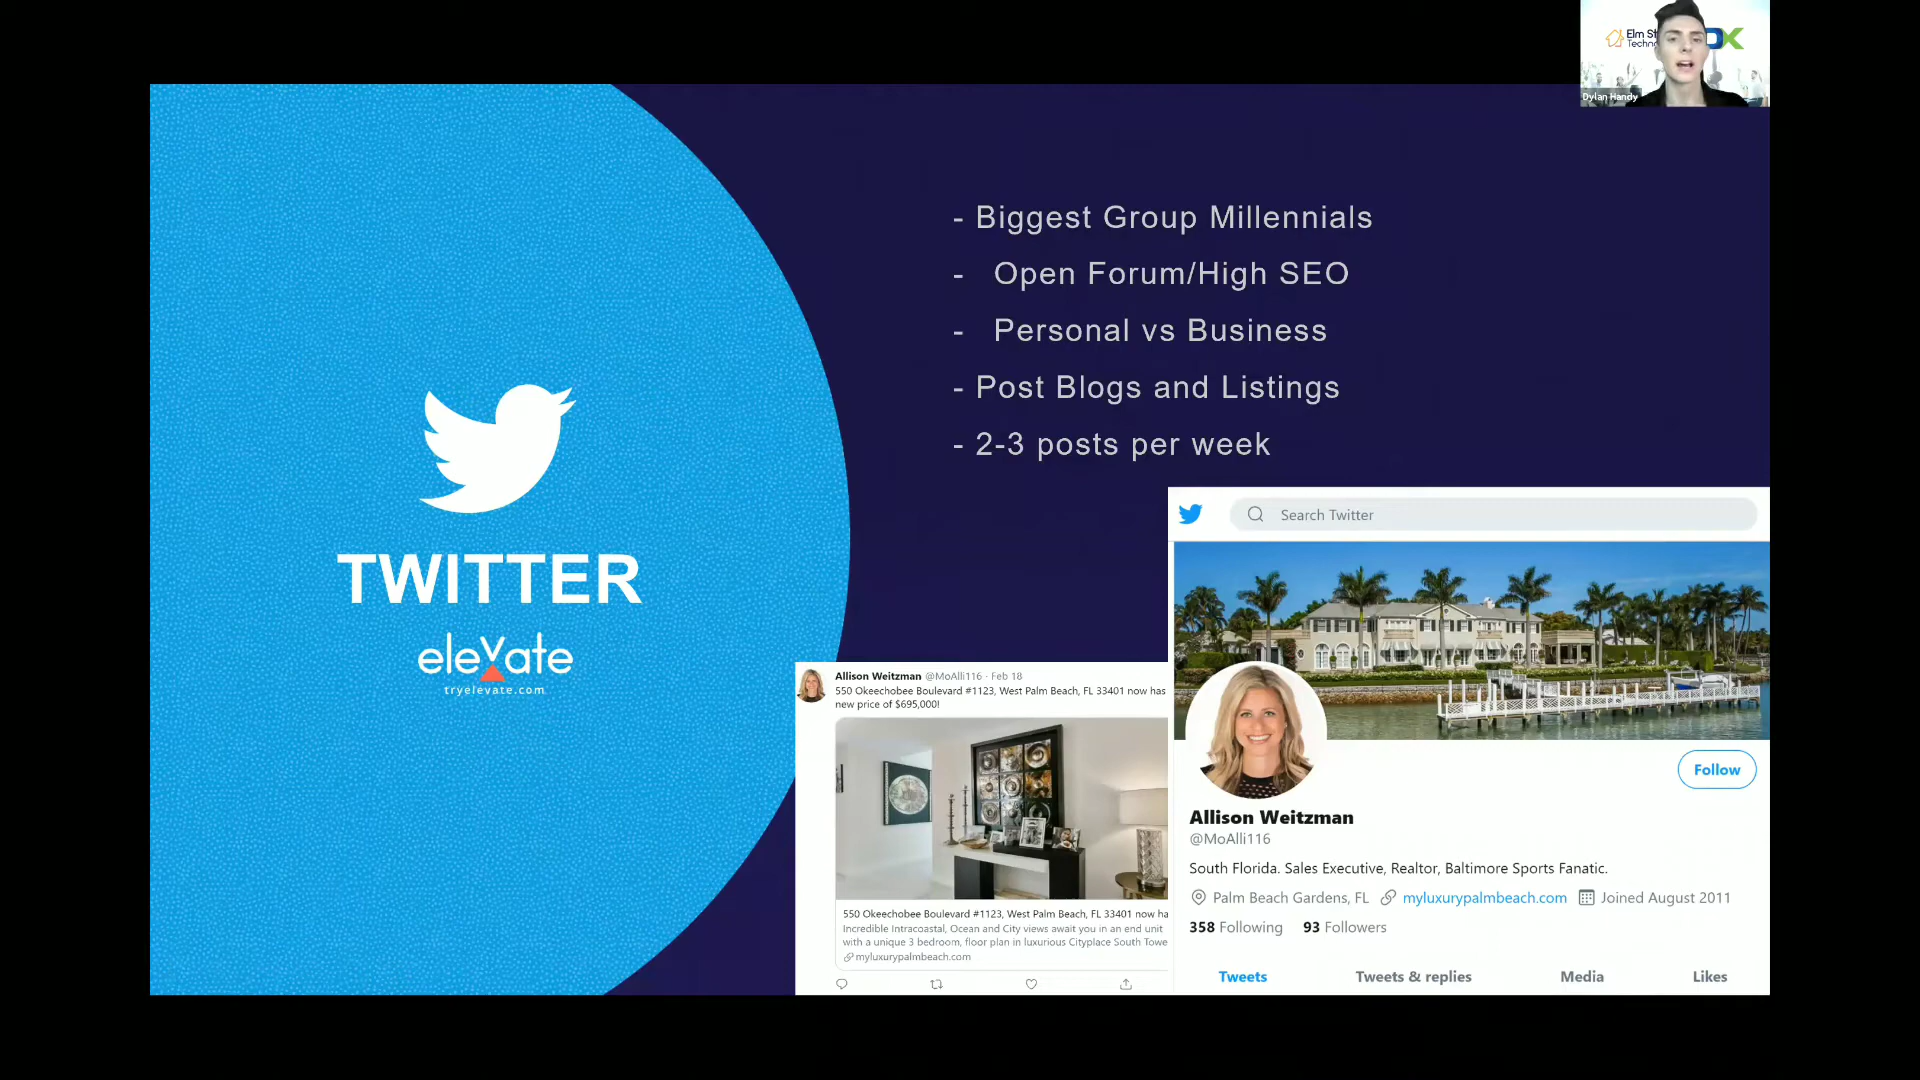 Elm St
Techno
DX
Dylan Handy
- Biggest Group Millennials
- Open Forum/High SEO
- Personal vs Business
- Post Blogs and Listings
- 2-3 posts per week
TWITTER
elevate
tryelevate.com
Allison Weitzman @MoAlli116 · Feb 18
550 Okeechobee Boulevard #1123, West Palm Beach, FL 33401 now has
new price of $695,000!
550 Okeechobee Boulevard #1123, West Palm Beach, FL 33401 now ha
Incredible Intracoastal, Ocean and City views await you in an end unit
with a unique 3 bedroom, floor plan in luxurious Cityplace South Towe
myluxurypalmbeach.com
Search Twitter
Follow
Allison Weitzman
@MoAlli116
South Florida. Sales Executive, Realtor, Baltimore Sports Fanatic.
Palm Beach Gardens, FL myluxurypalmbeach.com Joined August 2011
358 Following 93 Followers
Tweets Tweets & replies Media Likes